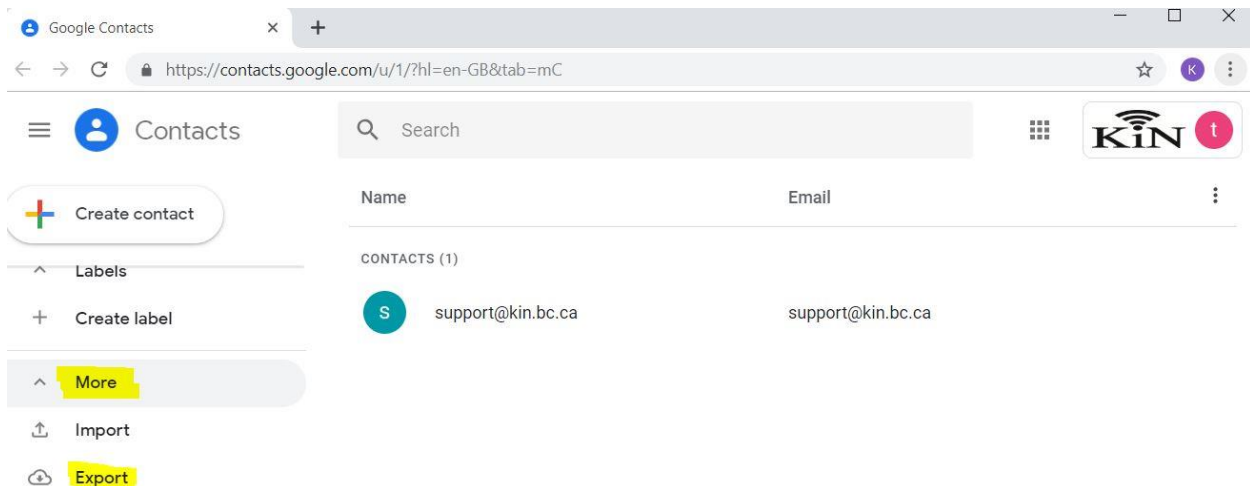 Google Contacts
https://contacts.google.com/u/1/?hl=en-GB&tab=mC
K
Contacts
Search
KiN
t
Create contact
Name
Email
Labels
CONTACTS (1)
Create label
S
support@kin.bc.ca
support@kin.bc.ca
More
Import
Export